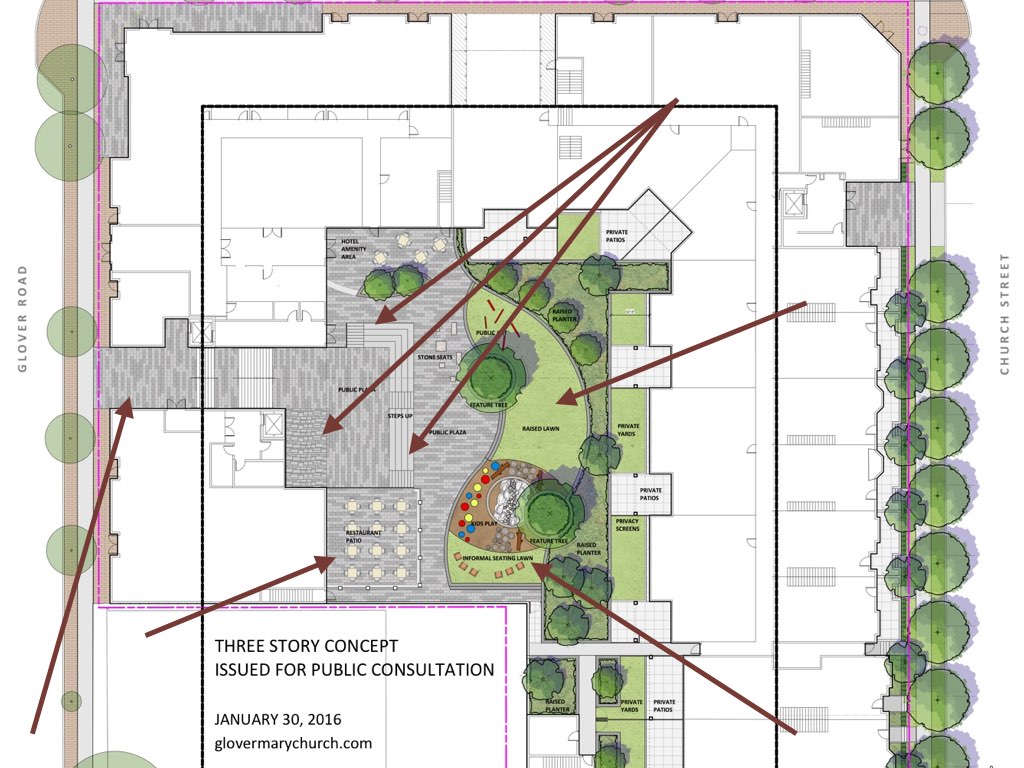 HOTEL
AMENITY
AREA
PRIVATE
PATIOS
RAISED
PLANTER
STONE SEATS
PUBLIC PLAZA
FEATURE TREE
STEPS UP
PUBLIC PLAZA
RAISED LAWN
PRIVATE
YARDS
GLOVER ROAD
CHURCH STREET
PRIVATE
PATIOS
KIDS PLAY
PRIVACY
SCREENS
RESTAURANT
PATIO
FEATURE TREE
RAISED
PLANTER
INFORMAL SEATING LAWN
THREE STORY CONCEPT
ISSUED FOR PUBLIC CONSULTATION
JANUARY 30, 2016
glovermarychurch.com
RAISED
PLANTER
PRIVATE
YARDS
PRIVATE
PATIOS